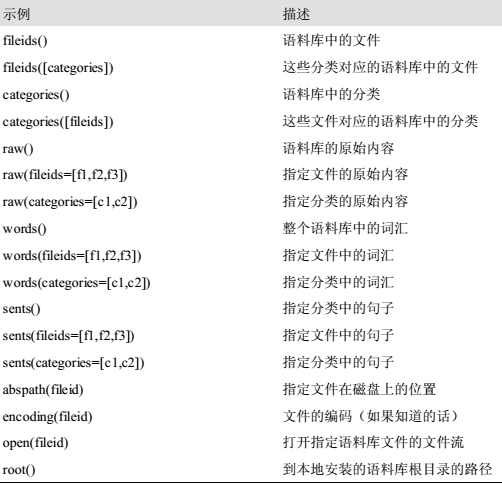 示例 描述
fileids() 语料库中的文件
fileids([categories]) 这些分类对应的语料库中的文件
categories() 语料库中的分类
categories([fileids]) 这些文件对应的语料库中的分类
raw() 语料库的原始内容
raw(fileids=[f1,f2,f3]) 指定文件的原始内容
raw(categories=[c1,c2]) 指定分类的原始内容
words() 整个语料库中的词汇
words(fileids=[f1,f2,f3]) 指定文件中的词汇
words(categories=[c1,c2]) 指定分类中的词汇
sents() 指定分类中的句子
sents(fileids=[f1,f2,f3]) 指定文件中的句子
sents(categories=[c1,c2]) 指定分类中的句子
abspath(fileid) 指定文件在磁盘上的位置
encoding(fileid) 文件的编码（如果知道的话）
open(fileid) 打开指定语料库文件的文件流
root() 到本地安装的语料库根目录的路径